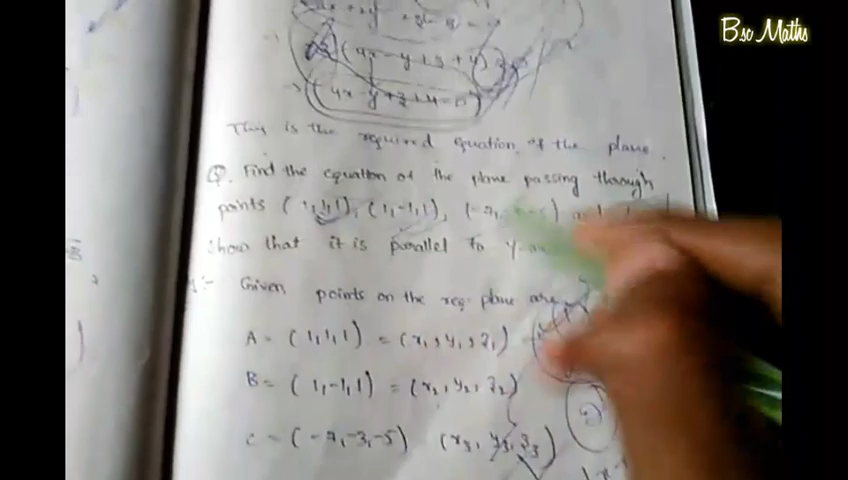 Bsc Maths
(4x-y+z+4)
(4x-y+z+4=0)
This is the required equation of the plane.
Q. Find the equation of the plane passing through
points (1,1,1), (1,-1,1),
show that it is parallel to y-
Given points on the req plane are
A = (1,1,1) = (x1, y1, z1)
B = (1,-1,1) = (x2, y2, z2)
C = (-7,-3,-5) (x3, y3, z3)